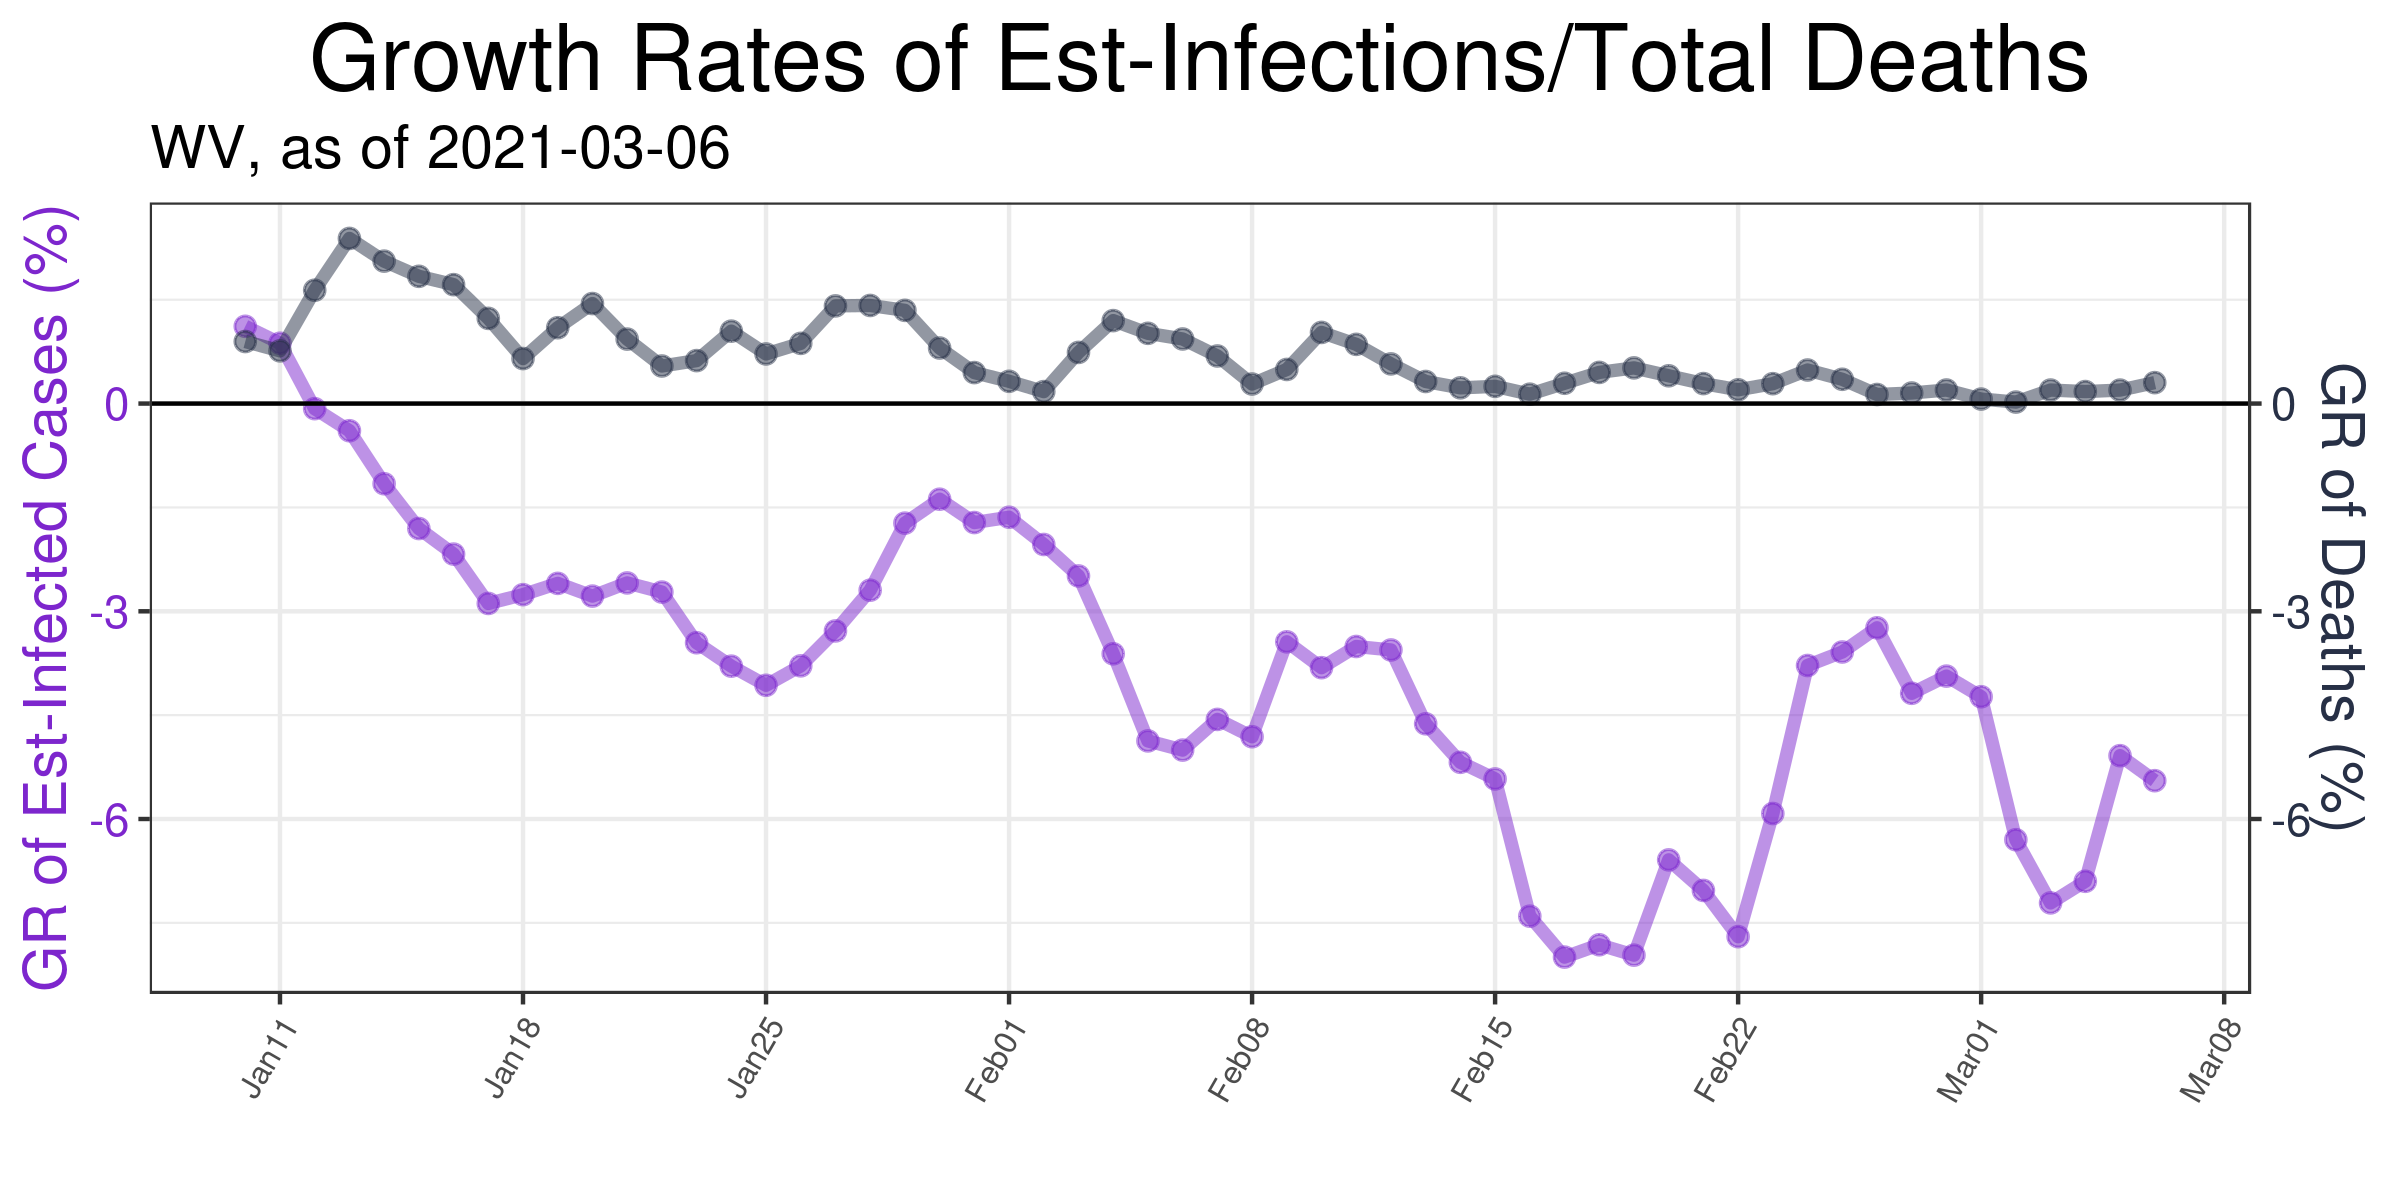 Growth Rates of Est-Infections/Total Deaths
WV, as of 2021-03-06
GR of Est-Infected Cases (%)
0
-3
-6
0
-3
-6
GR of Deaths (%)
Jan11
Jan18
Jan25
Feb01
Feb08
Feb15
Feb22
Mar01
Mar08